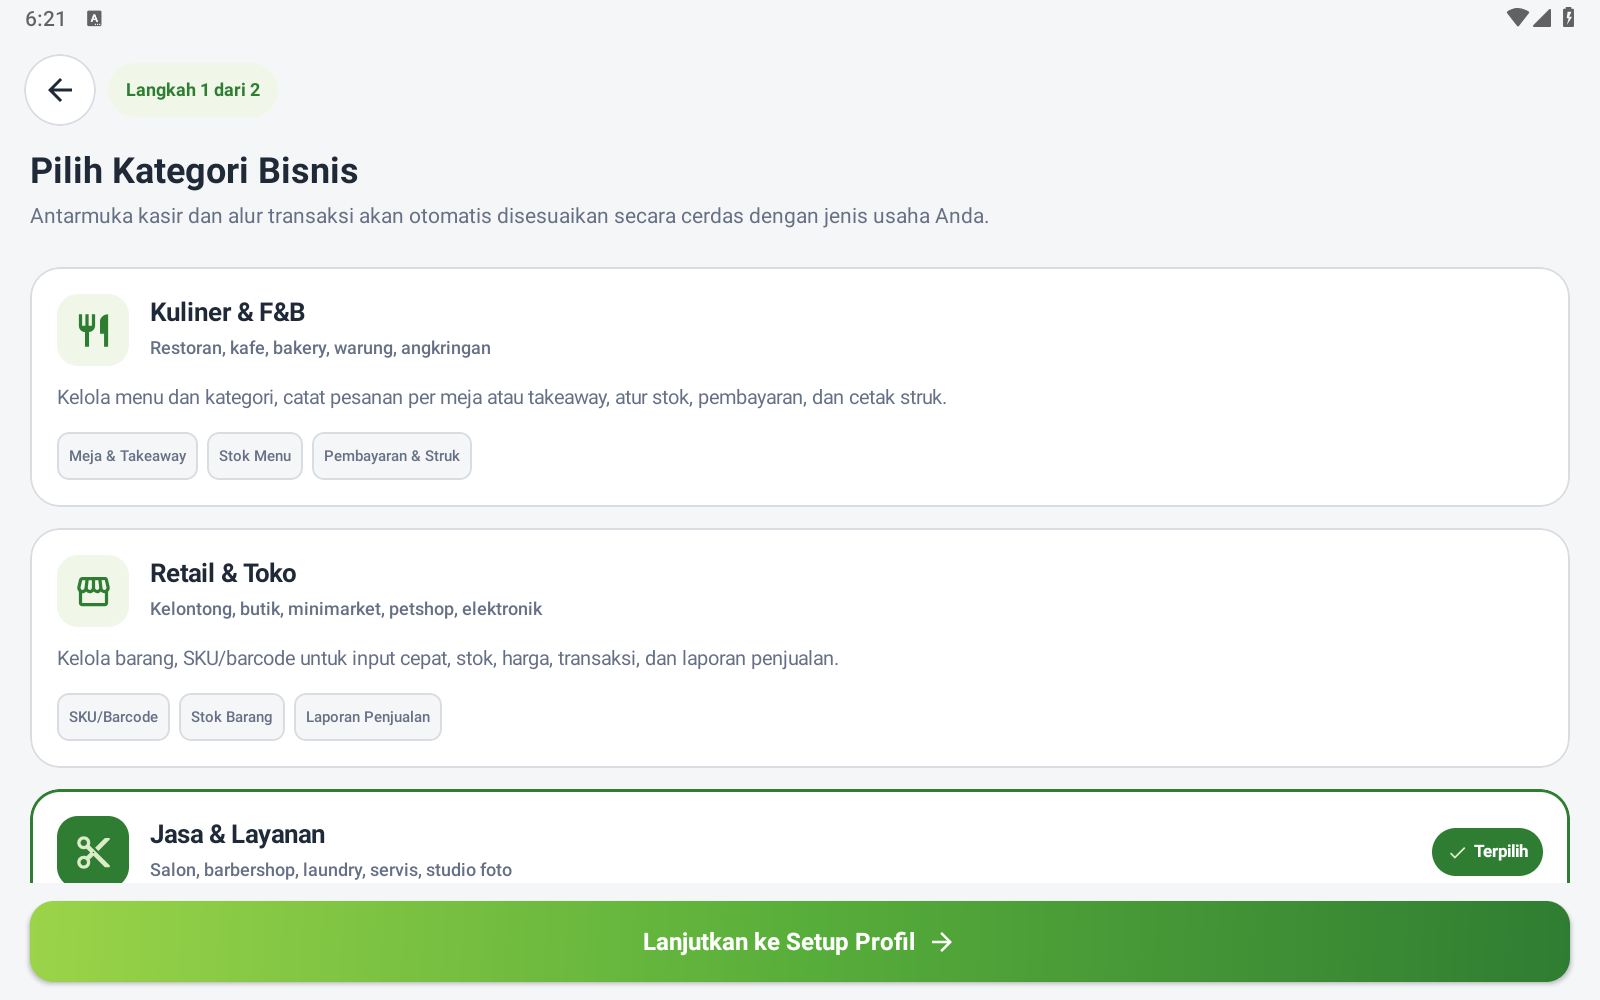 6:21
Langkah 1 dari 2
Pilih Kategori Bisnis
Antarmuka kasir dan alur transaksi akan otomatis disesuaikan secara cerdas dengan jenis usaha Anda.
Kuliner & F&B
Restoran, kafe, bakery, warung, angkringan
Kelola menu dan kategori, catat pesanan per meja atau takeaway, atur stok, pembayaran, dan cetak struk.
Meja & Takeaway
Stok Menu
Pembayaran & Struk
Retail & Toko
Kelontong, butik, minimarket, petshop, elektronik
Kelola barang, SKU/barcode untuk input cepat, stok, harga, transaksi, dan laporan penjualan.
SKU/Barcode
Stok Barang
Laporan Penjualan
Jasa & Layanan
Salon, barbershop, laundry, servis, studio foto
Terpilih
Lanjutkan ke Setup Profil